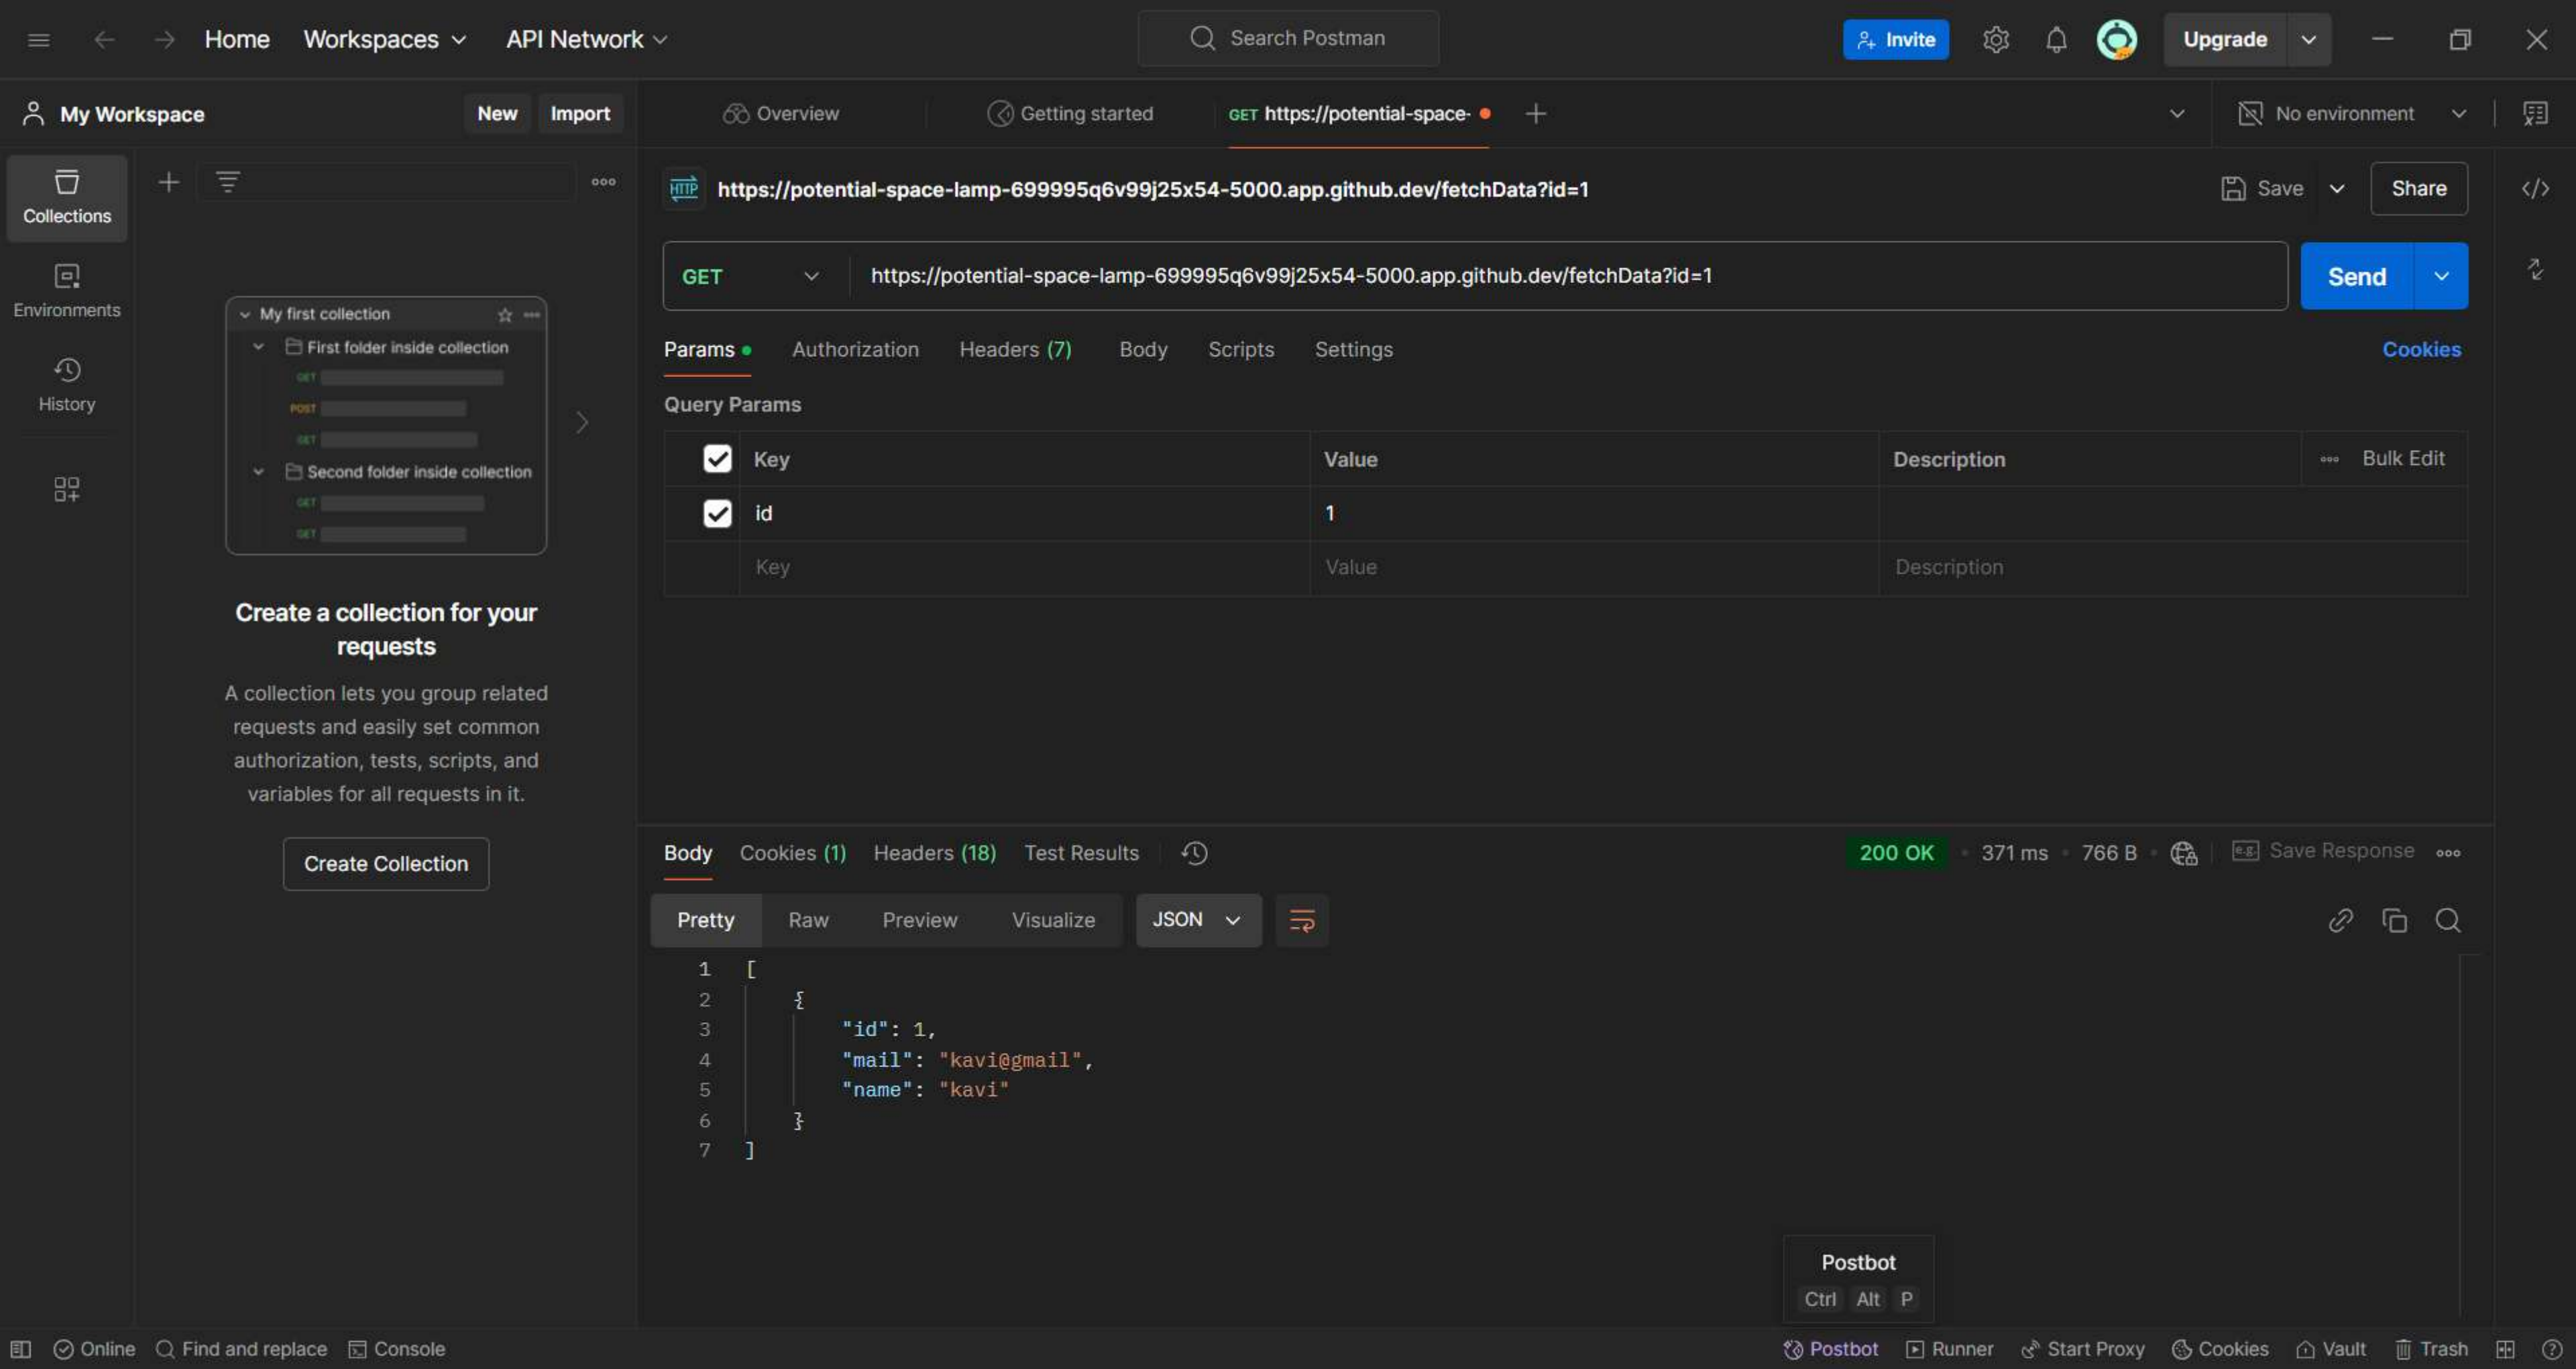 Home Workspaces API Network Search Postman Invite Upgrade
My Workspace New Import Overview Getting started GET https://potential-space- No environment
Collections
Environments
History
My first collection
First folder inside collection
GET
POST
GET
Second folder inside collection
GET
GET
Create a collection for your
requests
A collection lets you group related
requests and easily set common
authorization, tests, scripts, and
variables for all requests in it.
Create Collection
HTTP https://potential-space-lamp-699995q6v99j25x54-5000.app.github.dev/fetchData?id=1 Save Share
GET https://potential-space-lamp-699995q6v99j25x54-5000.app.github.dev/fetchData?id=1 Send
Params Authorization Headers (7) Body Scripts Settings Cookies
Query Params
Key Value Description Bulk Edit
id 1
Key Value Description
Body Cookies (1) Headers (18) Test Results 200 OK 371 ms 766 B e.g. Save Response
Pretty Raw Preview Visualize JSON
1 [
2 {
3 "id": 1,
4 "mail": "kavi@gmail",
5 "name": "kavi"
6 }
7 ]
Postbot
Ctrl Alt P
Online Find and replace Console Postbot Runner Start Proxy Cookies Vault Trash